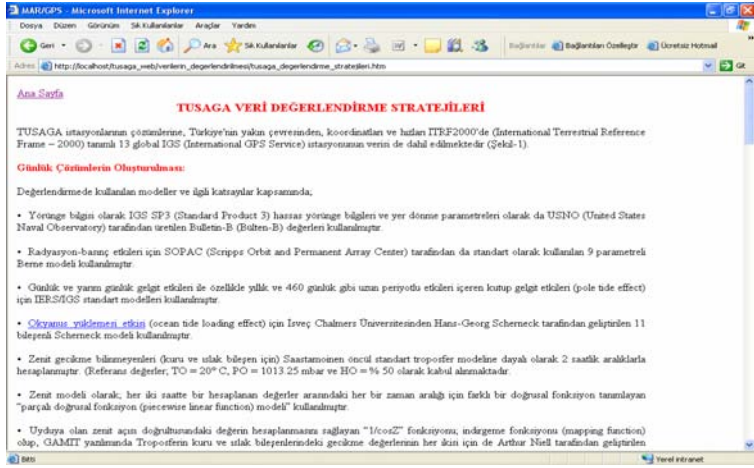 MAR/GPS - Microsoft Internet Explorer
Dosya Düzen Görünüm Sık Kullanılanlar Araçlar Yardım
Geri Ara Sık Kullanılanlar Bağlantılar Bağlantıları Özelleştir Ücretsiz Hotmail
Adres http://localhost/tusaga_web/verilerin_degerlendirilmesi/tusaga_degerlendirme_stratejileri.htm Git
Ana Sayfa
TUSAGA VERİ DEĞERLENDİRME STRATEJİLERİ
TUSAGA istasyonlarının çözümlerine, Türkiye'nin yakın çevresinden, koordinatları ve hızları ITRF2000'de (International Terrestrial Reference
Frame – 2000) tanımlı 13 global IGS (International GPS Service) istasyonunun verisi de dahil edilmektedir (Şekil-1).
Günlük Çözümlerin Oluşturulması:
Değerlendirmede kullanılan modeller ve ilgili katsayılar kapsamında;
• Yörünge bilgisi olarak IGS SP3 (Standard Product 3) hassas yörünge bilgileri ve yer dönme parametreleri olarak da USNO (United States
Naval Observatory) tarafından üretilen Bulletin-B (Bülten-B) değerleri kullanılmıştır.
• Radyasyon-basınç etkileri için SOPAC (Scripps Orbit and Permanent Array Center) tarafından da standart olarak kullanılan 9 parametreli
Berne modeli kullanılmıştır.
• Günlük ve yarım günlük gelgit etkileri ile özellikle yıllık ve 460 günlük gibi uzun periyotlu etkileri içeren kutup gelgit etkileri (pole tide effect)
için IERS/IGS standart modelleri kullanılmıştır.
• Okyanus yüklemesi etkisi (ocean tide loading effect) için İsveç Chalmers Üniversitesinden Hans-Georg Scherneck tarafından geliştirilen 11
bileşenli Scherneck modeli kullanılmıştır.
• Zenit gecikme bilinmeyenleri (kuru ve ıslak bileşen için) Saastamoinen öncül standart troposfer modeline dayalı olarak 2 saatlik aralıklarla
hesaplanmıştır. (Referans değerler; TO = 20° C, PO = 1013.25 mbar ve HO = % 50 olarak kabul alınmaktadır.
• Zenit modeli olarak; her iki saatte bir hesaplanan değerler arasındaki her bir zaman aralığı için farklı bir doğrusal fonksiyon tanımlayan
"parçalı doğrusal fonksiyon (piecewise linear function) modeli" kullanılmıştır.
• Uyduya olan zenit açısı doğrultusundaki değerin hesaplanmasını sağlayan "1/cosZ" fonksiyonu, indirgeme fonksiyonu (mapping function)
olup, GAMIT yazılımında Troposferin kuru ve ıslak bileşenlerindeki gecikme değerlerinin her ikisi için de Arthur Niell tarafından geliştirilen
Bitti Yerel intranet